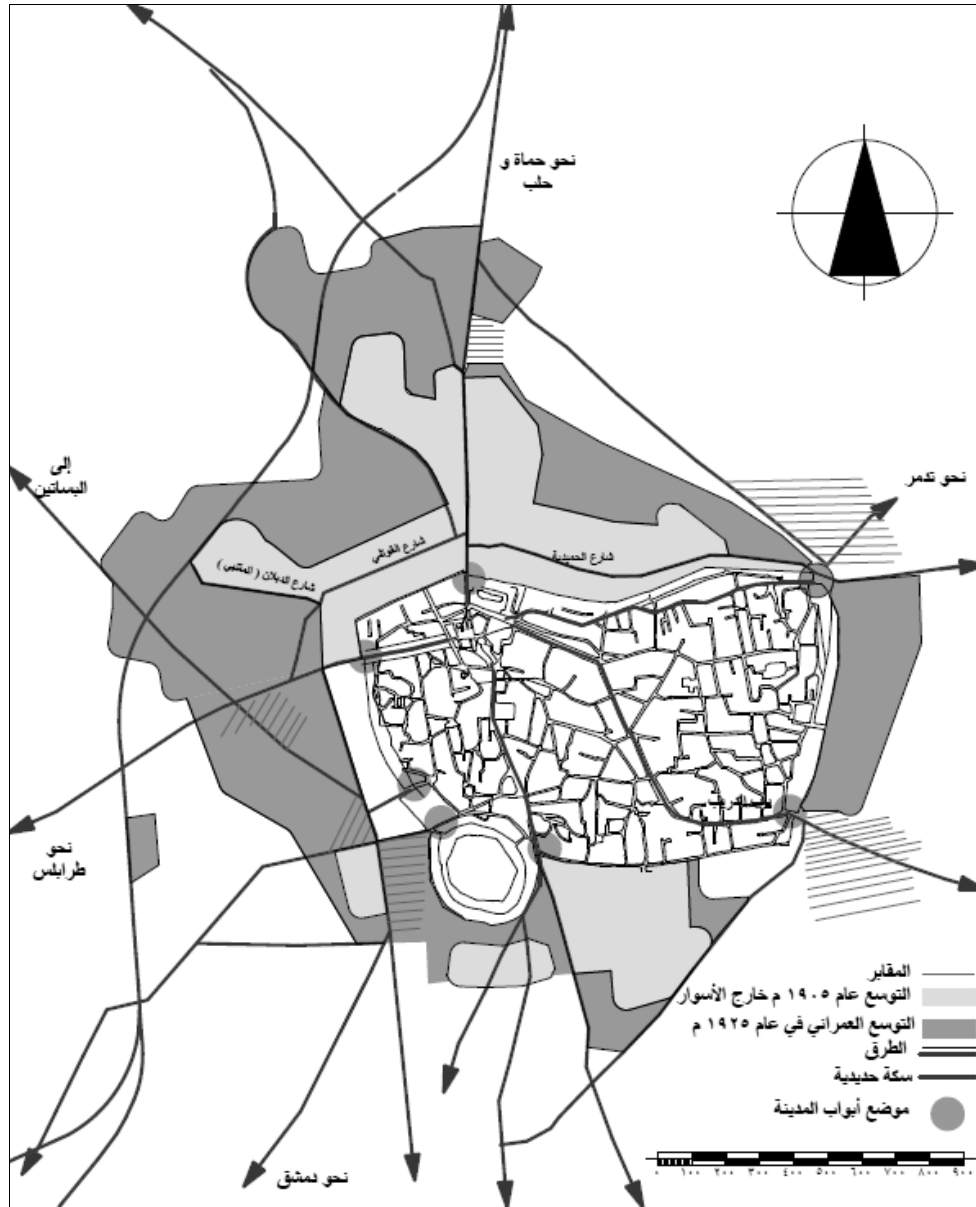 نحو حماة و
حلب
إلى
البساتين
نحو تدمر
شارع القوتلي
شارع الحميدية
شارع الدبلان ( المتنبي )
باب الدريب
نحو
طرابلس
المقابر
التوسع عام ١٩٠٥ م خارج الأسوار
التوسع العمراني في عام ١٩٢٥ م
الطرق
سكة حديدية
موضع أبواب المدينة
نحو دمشق
٠ ١٠٠ ٢٠٠ ٣٠٠ ٤٠٠ ٥٠٠ ٦٠٠ ٧٠٠ ٨٠٠ ٩٠٠